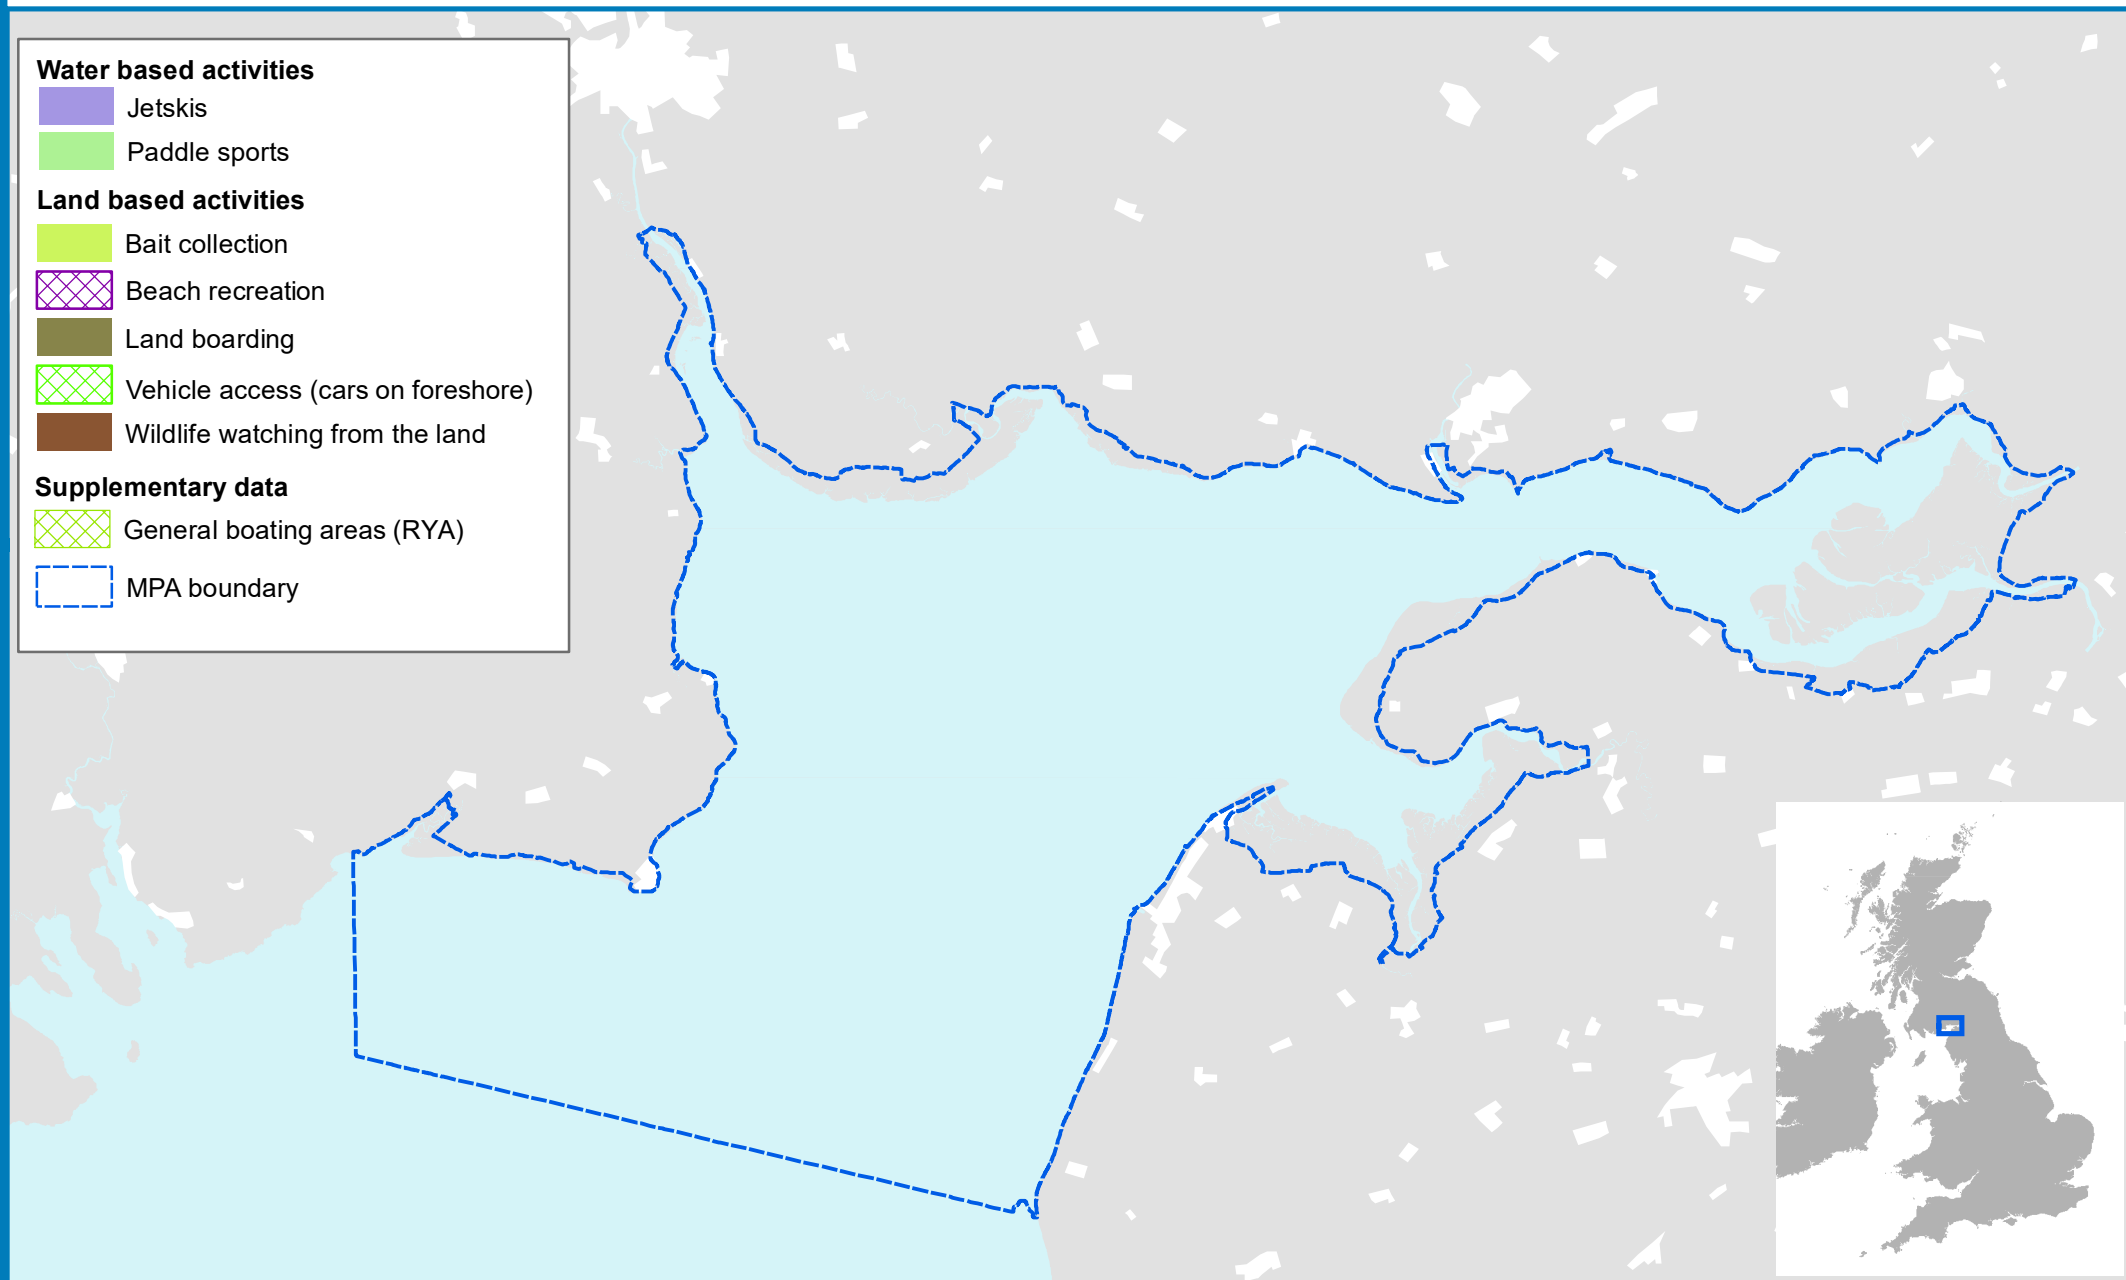 Water based activities
Jetskis
Paddle sports
Land based activities
Bait collection
Beach recreation
Land boarding
Vehicle access (cars on foreshore)
Wildlife watching from the land
Supplementary data
General boating areas (RYA)
MPA boundary